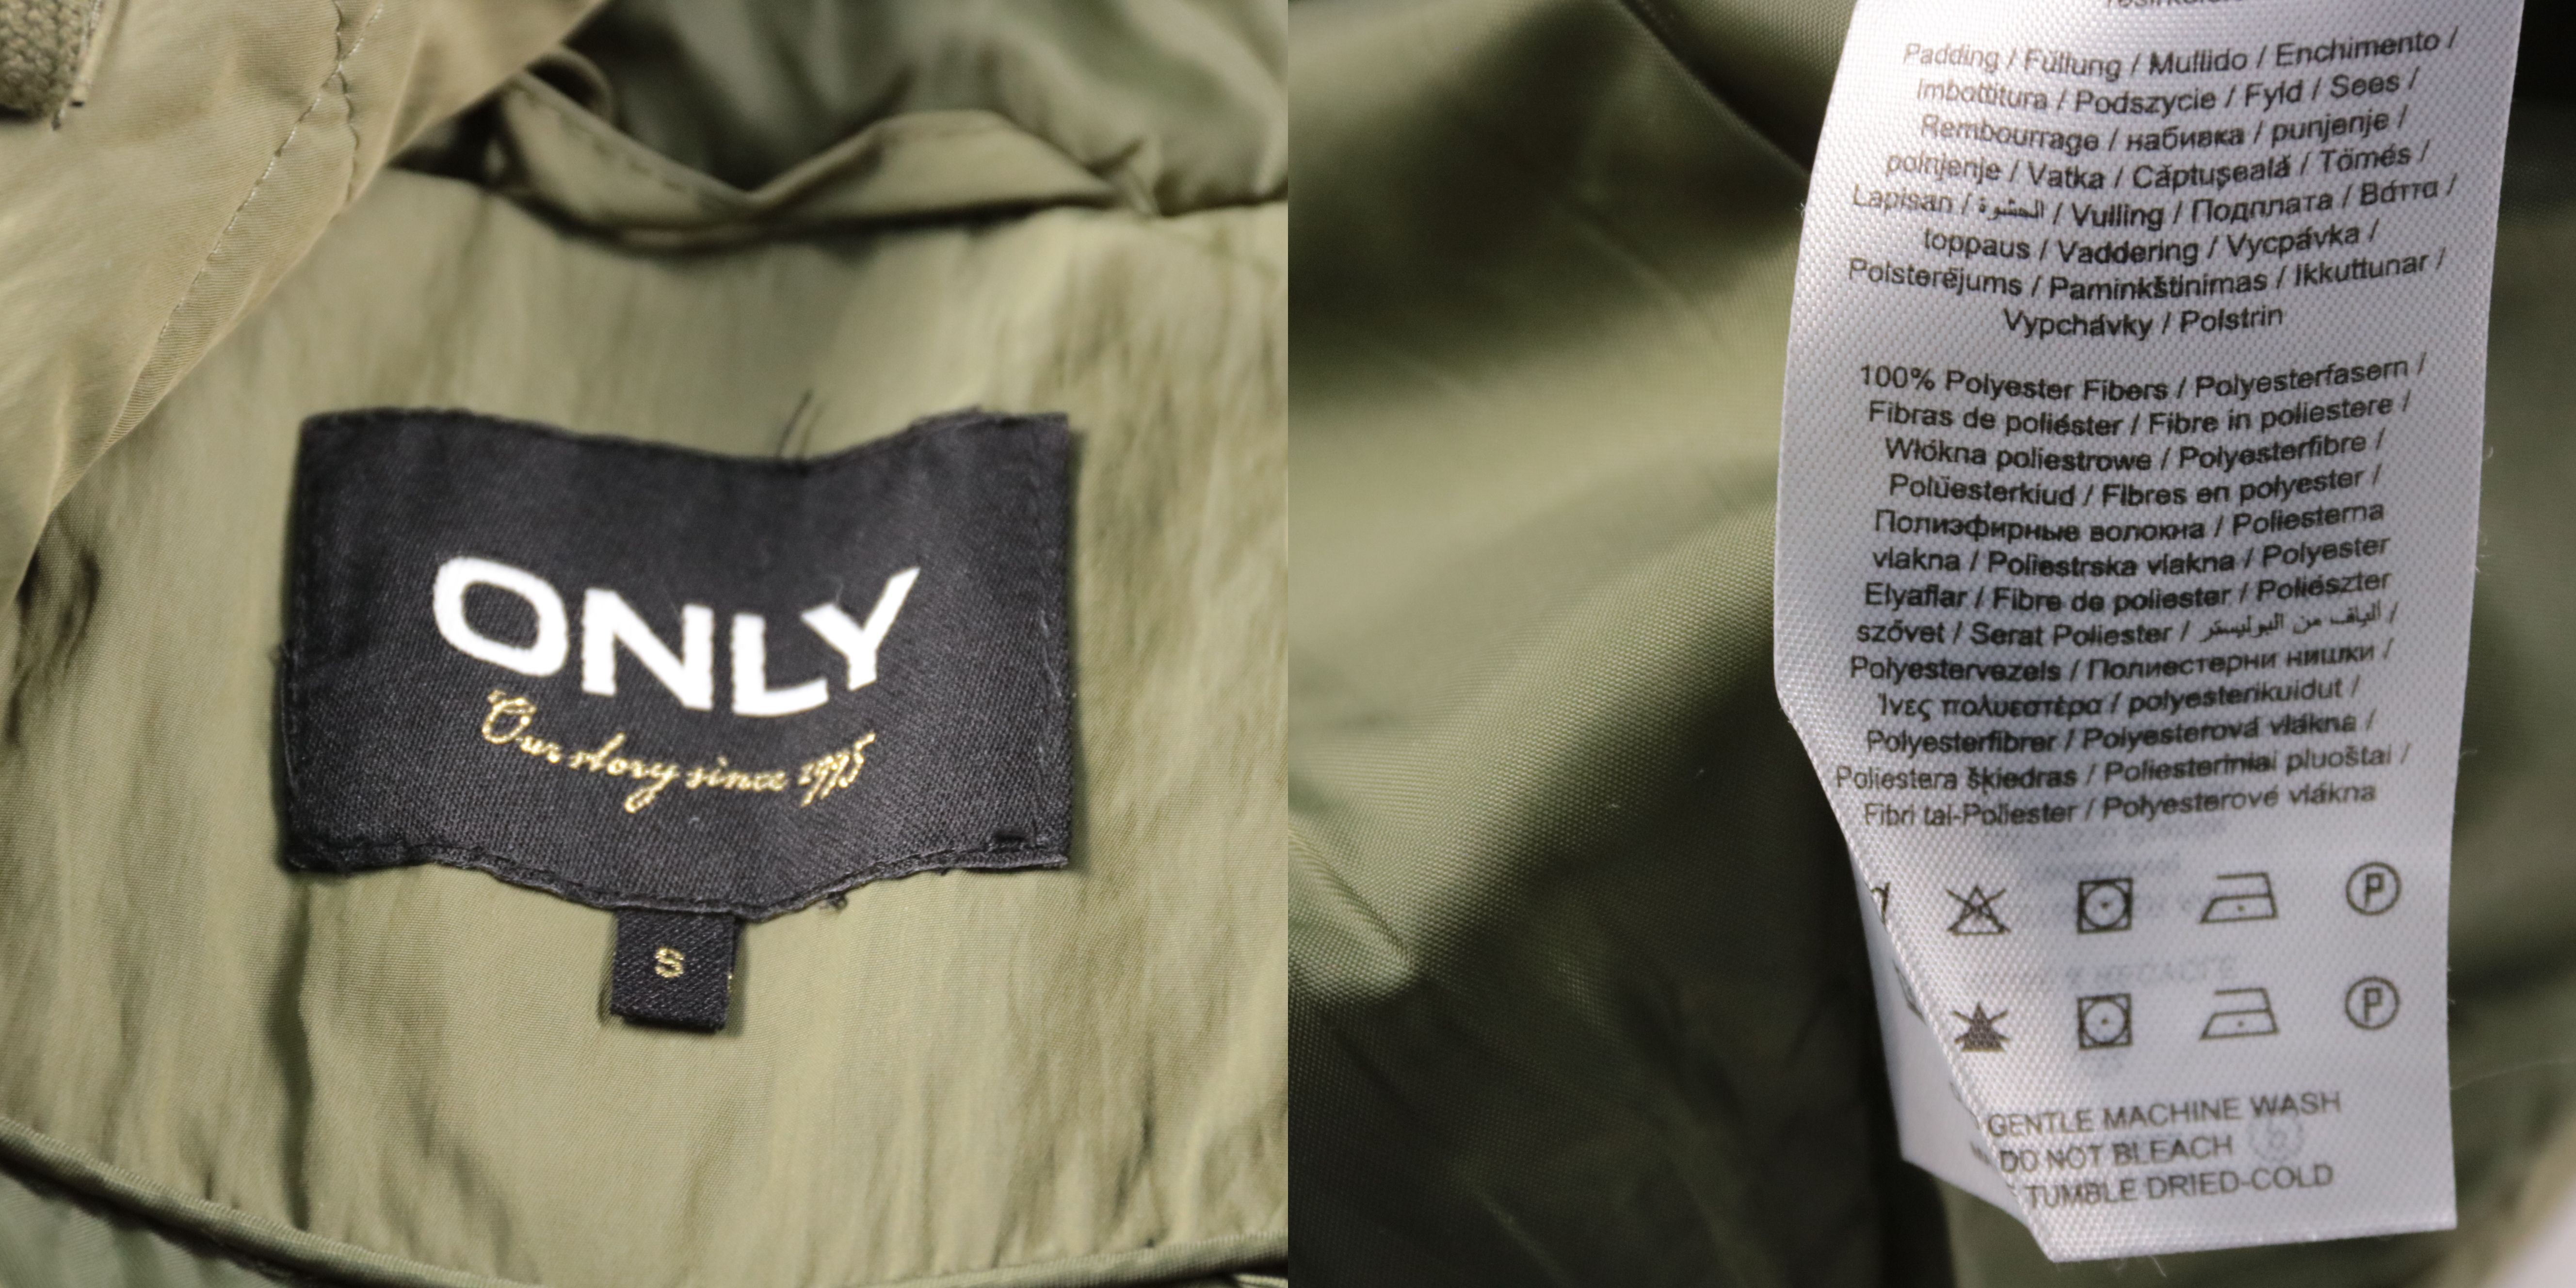 ONLY
Our story since 1995
S
Padding / Füllung / Mullido / Enchimento /
Imbottitura / Podszycie / Fyld / Sees /
Rembourrage / набивка / punjenje /
polnjenje / Vatka / Căptușeală / Tömés /
Lapisan / الحشوة / Vulling / Подплата / Βάττα /
toppaus / Vaddering / Vycpávka /
Polsterējums / Paminkštinimas / Ikkuttunar /
Vypchávky / Polstrin
100% Polyester Fibers / Polyesterfasern /
Fibras de poliéster / Fibre in poliestere /
Włókna poliestrowe / Polyesterfibre /
Polüesterkiud / Fibres en polyester /
Полиэфирные волокна / Poliesterna
vlakna / Poliestrska vlakna / Polyester
Elyaflar / Fibre de poliester / Poliészter
szővet / Serat Poliester / ألياف من البوليستر /
Polyestervezels / Полиестерни нишки /
Ίνες πολυεστέρα / polyesterikuidut /
Polyesterfibrer / Polyesterová vlákna /
Poliestera šķiedras / Poliesteriniai pluoštai /
Fibri tal-Poliester / Polyesterové vlákna
P
P
GENTLE MACHINE WASH
DO NOT BLEACH
TUMBLE DRIED-COLD